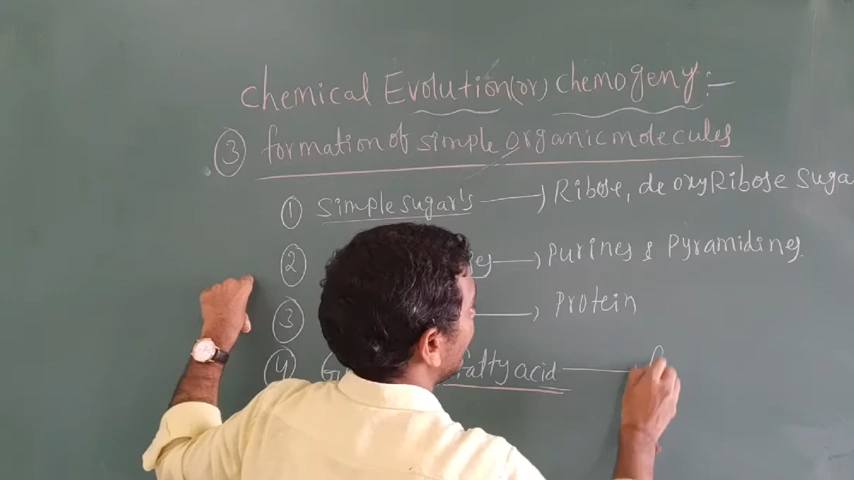 chemical Evolution (or) chemogeny :-
③ formation of simple organic molecules
① simple sugar's → Ribose, deoxyRibose suga
② → Purines & Pyramidines
③ → Protein
④ fatty acid